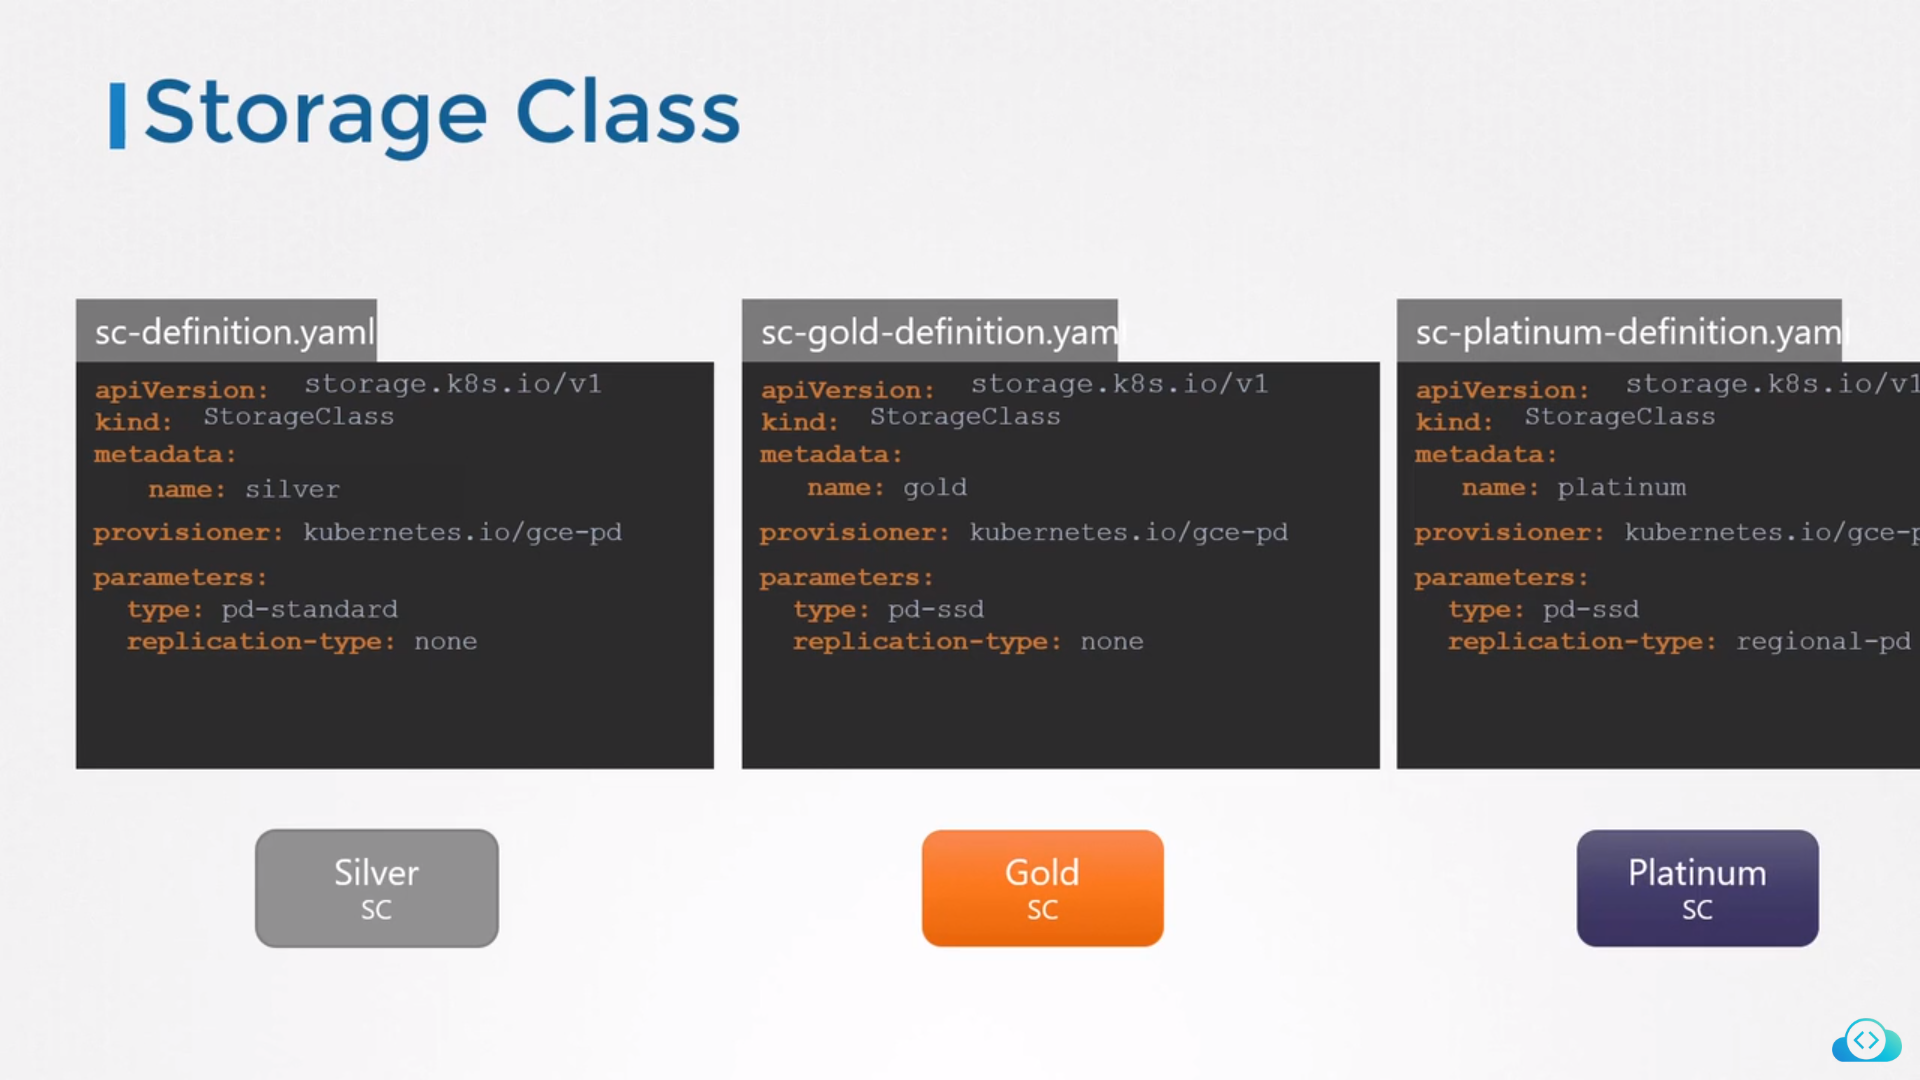 Storage Class
sc-definition.yaml
apiVersion: storage.k8s.io/v1
kind: StorageClass
metadata:
name: silver
provisioner: kubernetes.io/gce-pd
parameters:
type: pd-standard
replication-type: none
sc-gold-definition.yaml
apiVersion: storage.k8s.io/v1
kind: StorageClass
metadata:
name: gold
provisioner: kubernetes.io/gce-pd
parameters:
type: pd-ssd
replication-type: none
sc-platinum-definition.yaml
apiVersion: storage.k8s.io/v1
kind: StorageClass
metadata:
name: platinum
provisioner: kubernetes.io/gce-p
parameters:
type: pd-ssd
replication-type: regional-pd
Silver
SC
Gold
SC
Platinum
SC